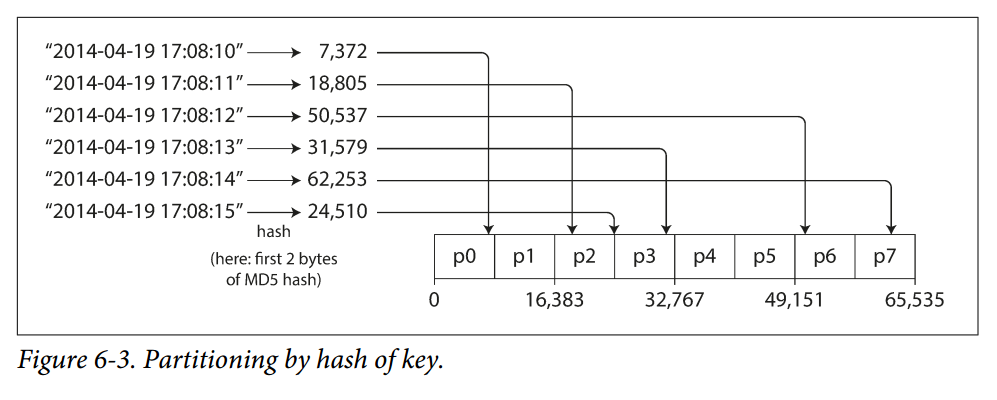 “2014-04-19 17:08:10” 7,372
“2014-04-19 17:08:11” 18,805
“2014-04-19 17:08:12” 50,537
“2014-04-19 17:08:13” 31,579
“2014-04-19 17:08:14” 62,253
“2014-04-19 17:08:15” 24,510
hash
(here: first 2 bytes
of MD5 hash)
p0 p1 p2 p3 p4 p5 p6 p7
0 16,383 32,767 49,151 65,535
Figure 6-3. Partitioning by hash of key.